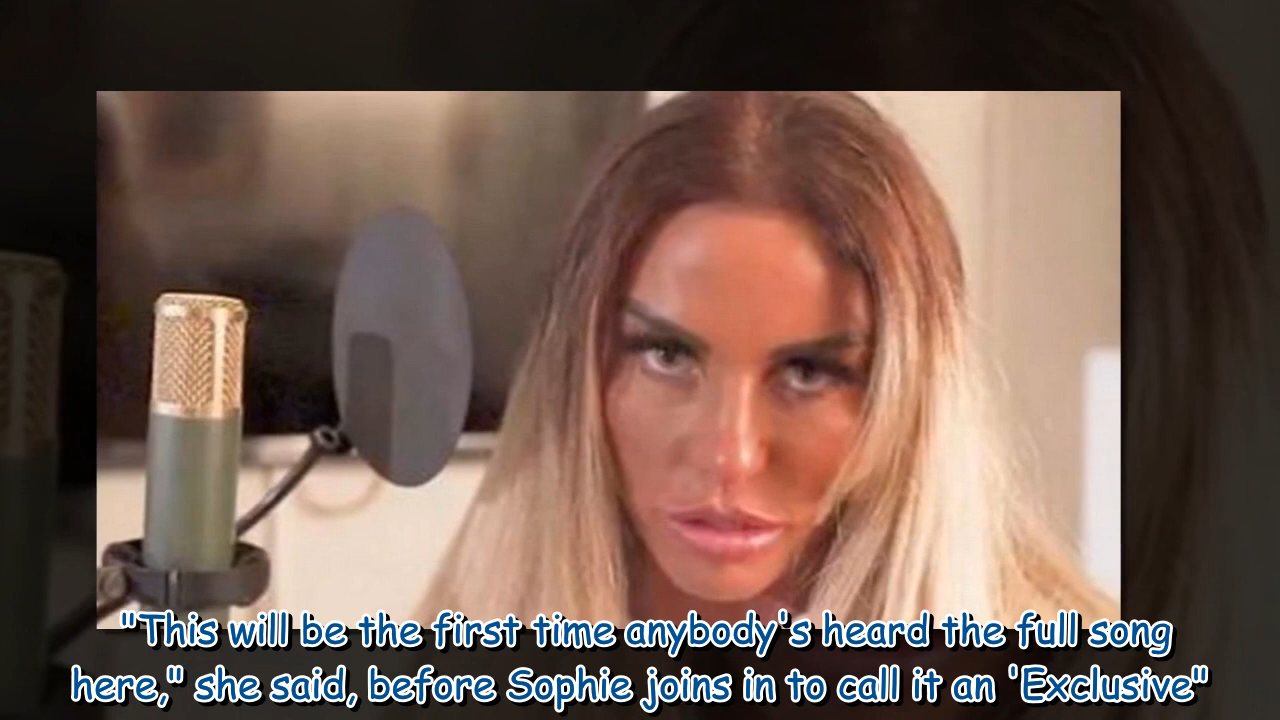 "This will be the first time anybody's heard the full song
here," she said, before Sophie joins in to call it an 'Exclusive"